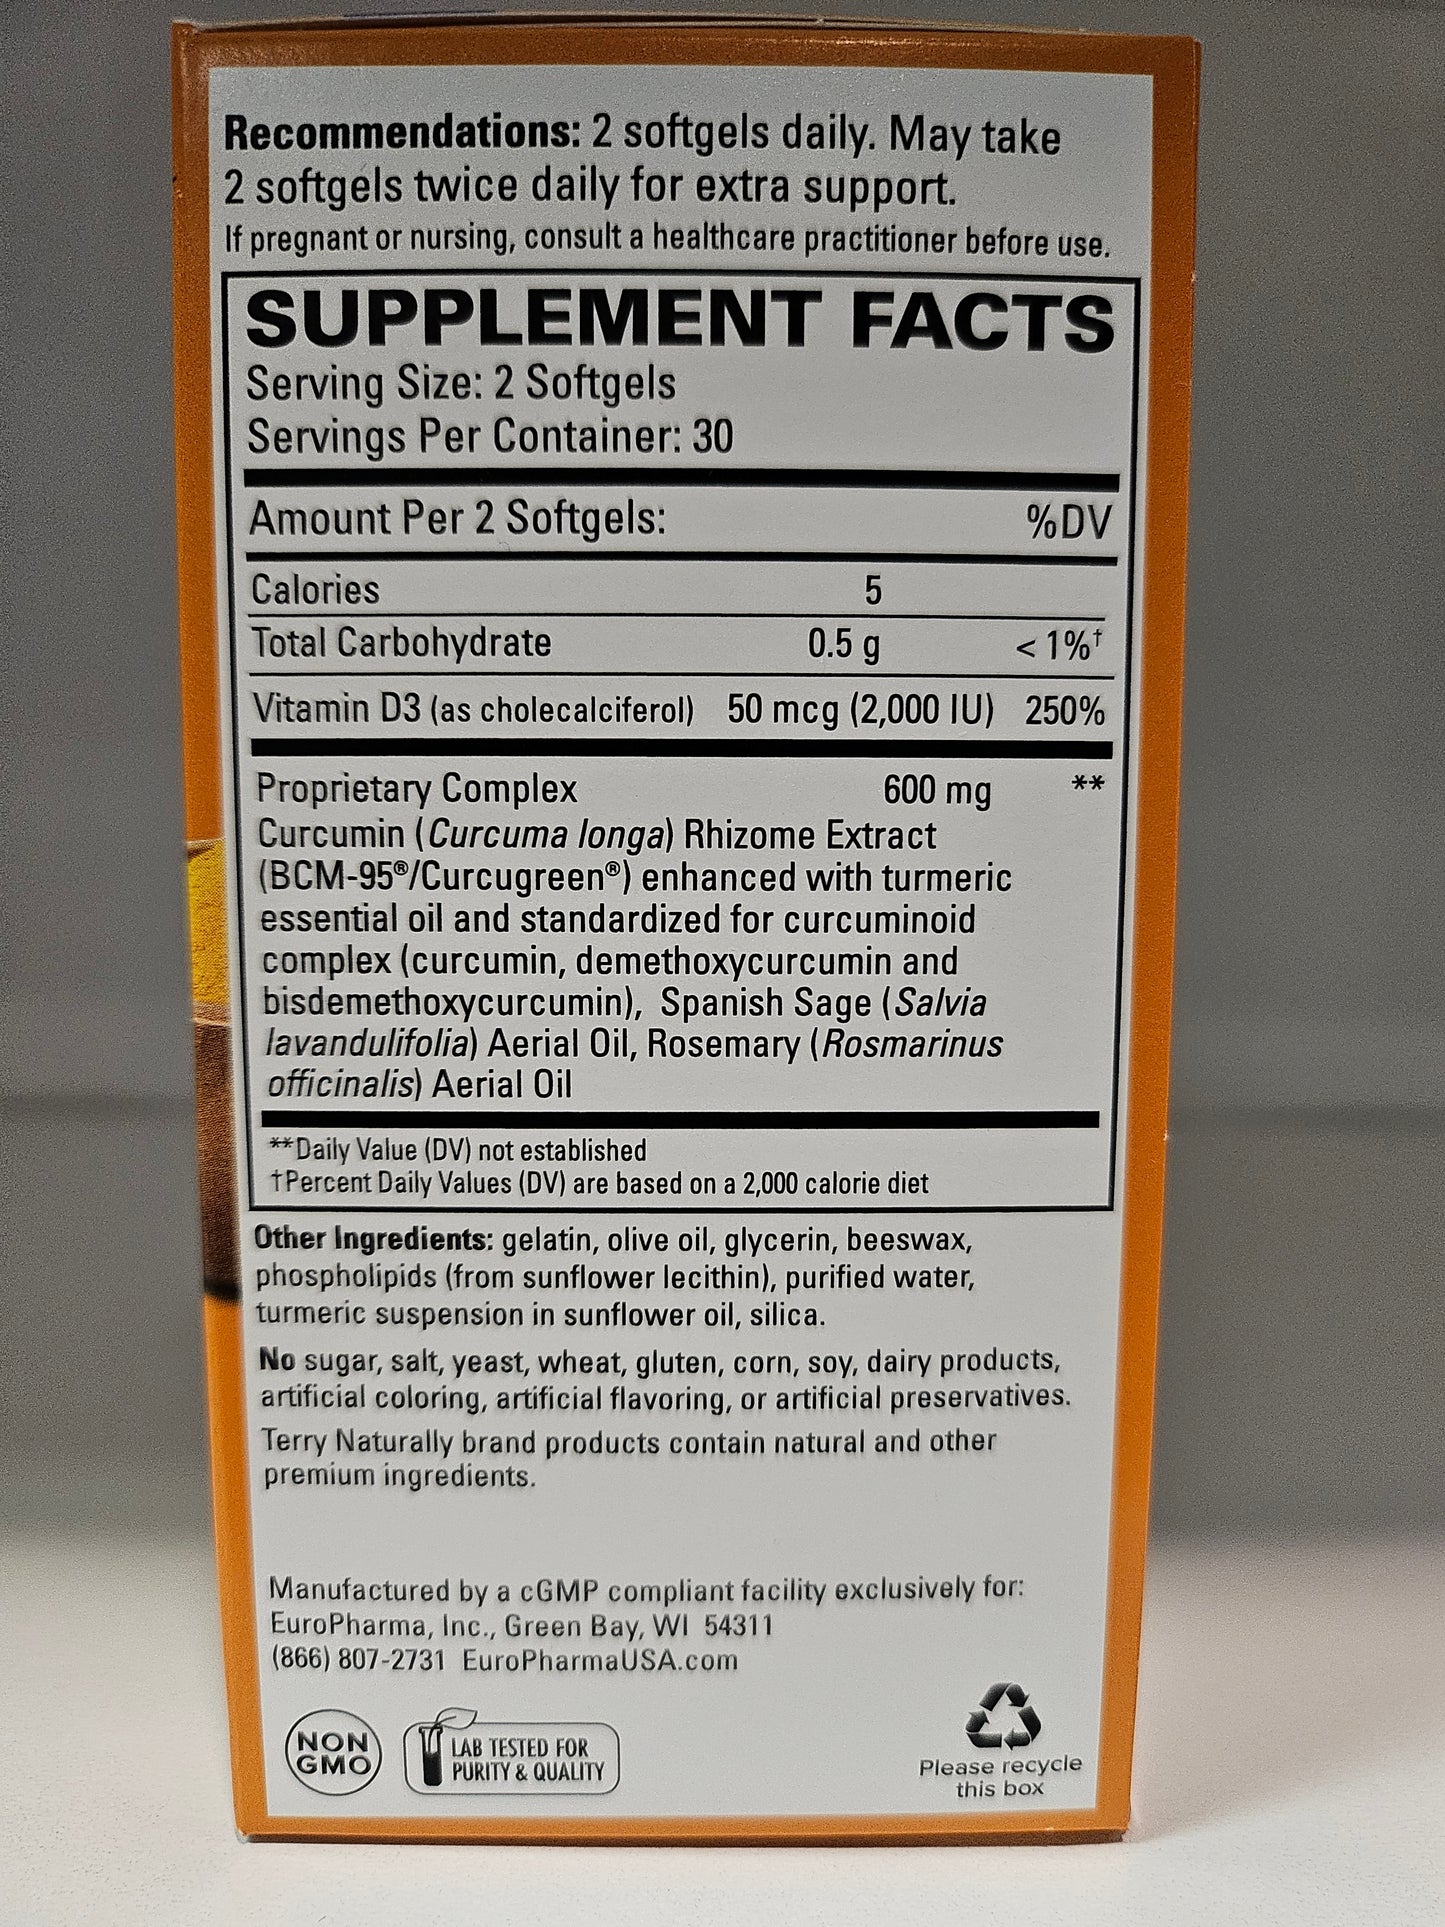 Recommendations: 2 softgels daily. May take
2 softgels twice daily for extra support.
If pregnant or nursing, consult a healthcare practitioner before use.
SUPPLEMENT FACTS
Serving Size: 2 Softgels
Servings Per Container: 30
Amount Per 2 Softgels: %DV
Calories 5
Total Carbohydrate 0.5 g < 1%†
Vitamin D3 (as cholecalciferol) 50 mcg (2,000 IU) 250%
Proprietary Complex 600 mg **
Curcumin (Curcuma longa) Rhizome Extract
(BCM-95®/Curcugreen®) enhanced with turmeric
essential oil and standardized for curcuminoid
complex (curcumin, demethoxycurcumin and
bisdemethoxycurcumin), Spanish Sage (Salvia
lavandulifolia) Aerial Oil, Rosemary (Rosmarinus
officinalis) Aerial Oil
**Daily Value (DV) not established
†Percent Daily Values (DV) are based on a 2,000 calorie diet
Other Ingredients: gelatin, olive oil, glycerin, beeswax,
phospholipids (from sunflower lecithin), purified water,
turmeric suspension in sunflower oil, silica.
No sugar, salt, yeast, wheat, gluten, corn, soy, dairy products,
artificial coloring, artificial flavoring, or artificial preservatives.
Terry Naturally brand products contain natural and other
premium ingredients.
Manufactured by a cGMP compliant facility exclusively for:
EuroPharma, Inc., Green Bay, WI 54311
(866) 807-2731 EuroPharmaUSA.com
NON
GMO
LAB TESTED FOR
PURITY & QUALITY
Please recycle
this box